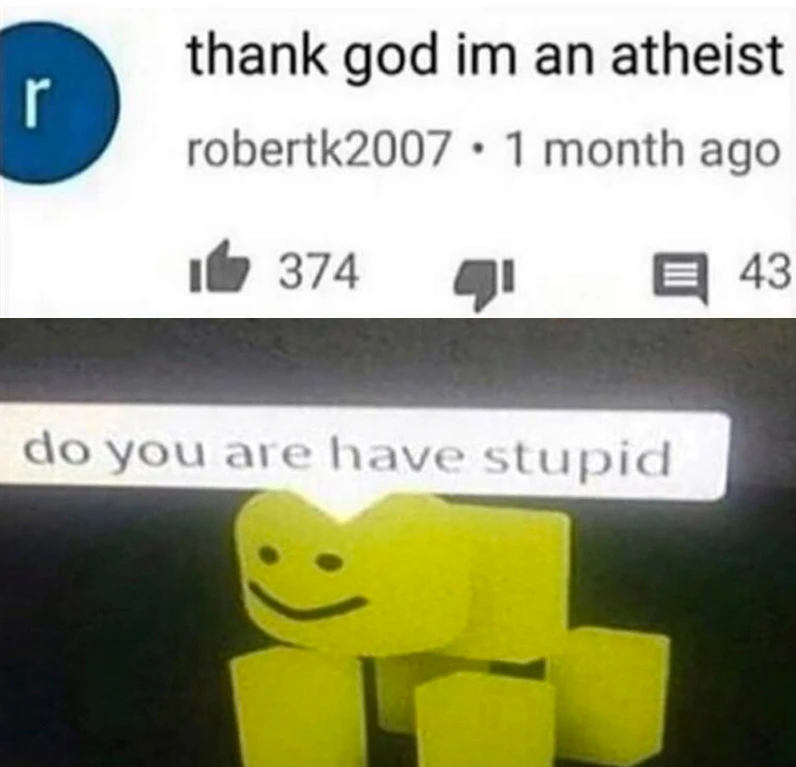 r
thank god im an atheist
robertk2007 • 1 month ago
374 43
do you are have stupid